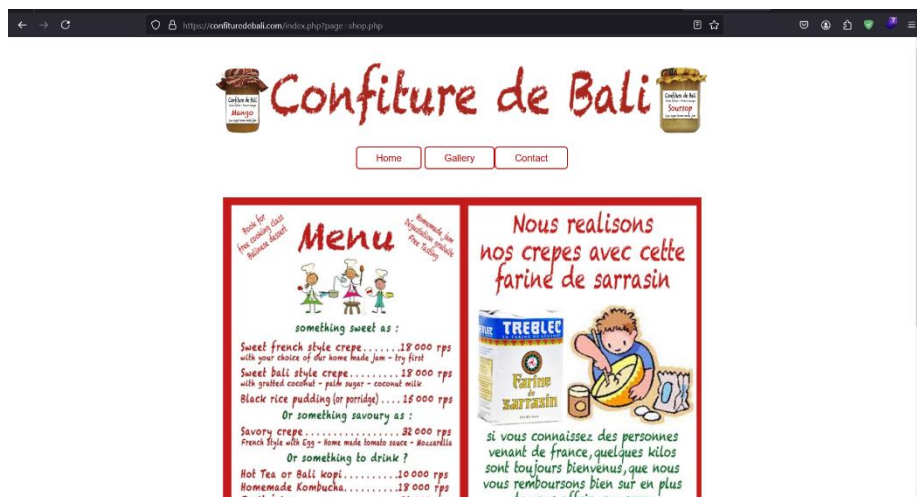 https://confituredebali.com/index.php?page=shop.php
7
Confiture de Bali
Confiture de Bali
Mango
Confiture de Bali
Soursop
Home
Gallery
Contact
Book for
free cooking class
Balinese dessert
Menu
Homemade jam
Dégustation gratuite
Free Tasting
something sweet as :
Sweet french style crepe.......18 000 rps
with your choice of our home made jam - try first
Sweet bali style crepe.........18 000 rps
with gratted coconut - palm sugar - coconut milk
Black rice pudding (or porridge)....15 000 rps
Or something savoury as :
Savory crepe..............32 000 rps
French Style with Egg - Home made tomato sauce - Mozzarella
Or something to drink ?
Hot Tea or Bali kopi..........10 000 rps
Homemade Kombucha..........18 000 rps
Nous realisons
nos crepes avec cette
farine de sarrasin
TREBLEC
Farine
de
sarrasin
si vous connaissez des personnes
venant de france, quelques kilos
sont toujours bienvenus, que nous
vous remboursons bien sur en plus